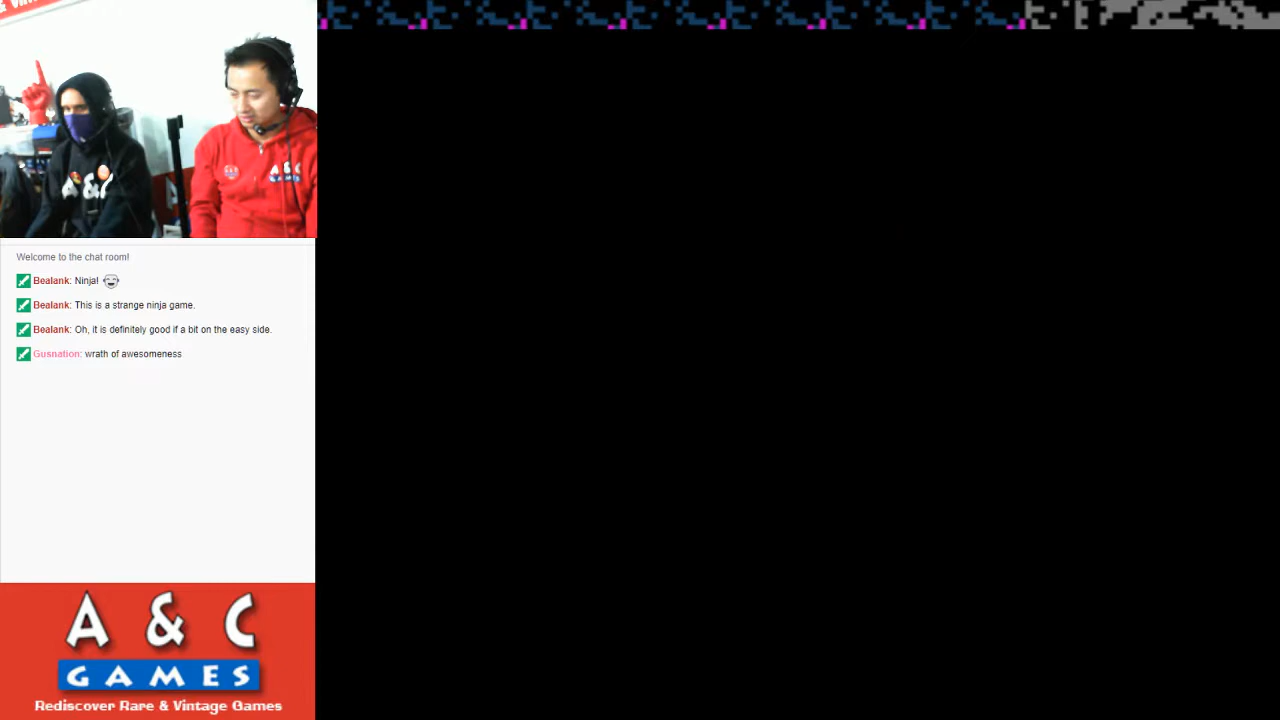 A &
A & C
Welcome to the chat room!
Bealank: Ninja!
Bealank: This is a strange ninja game.
Bealank: Oh, it is definitely good if a bit on the easy side.
Gusnation: wrath of awesomeness
A & C
GAMES
Rediscover Rare & Vintage Games